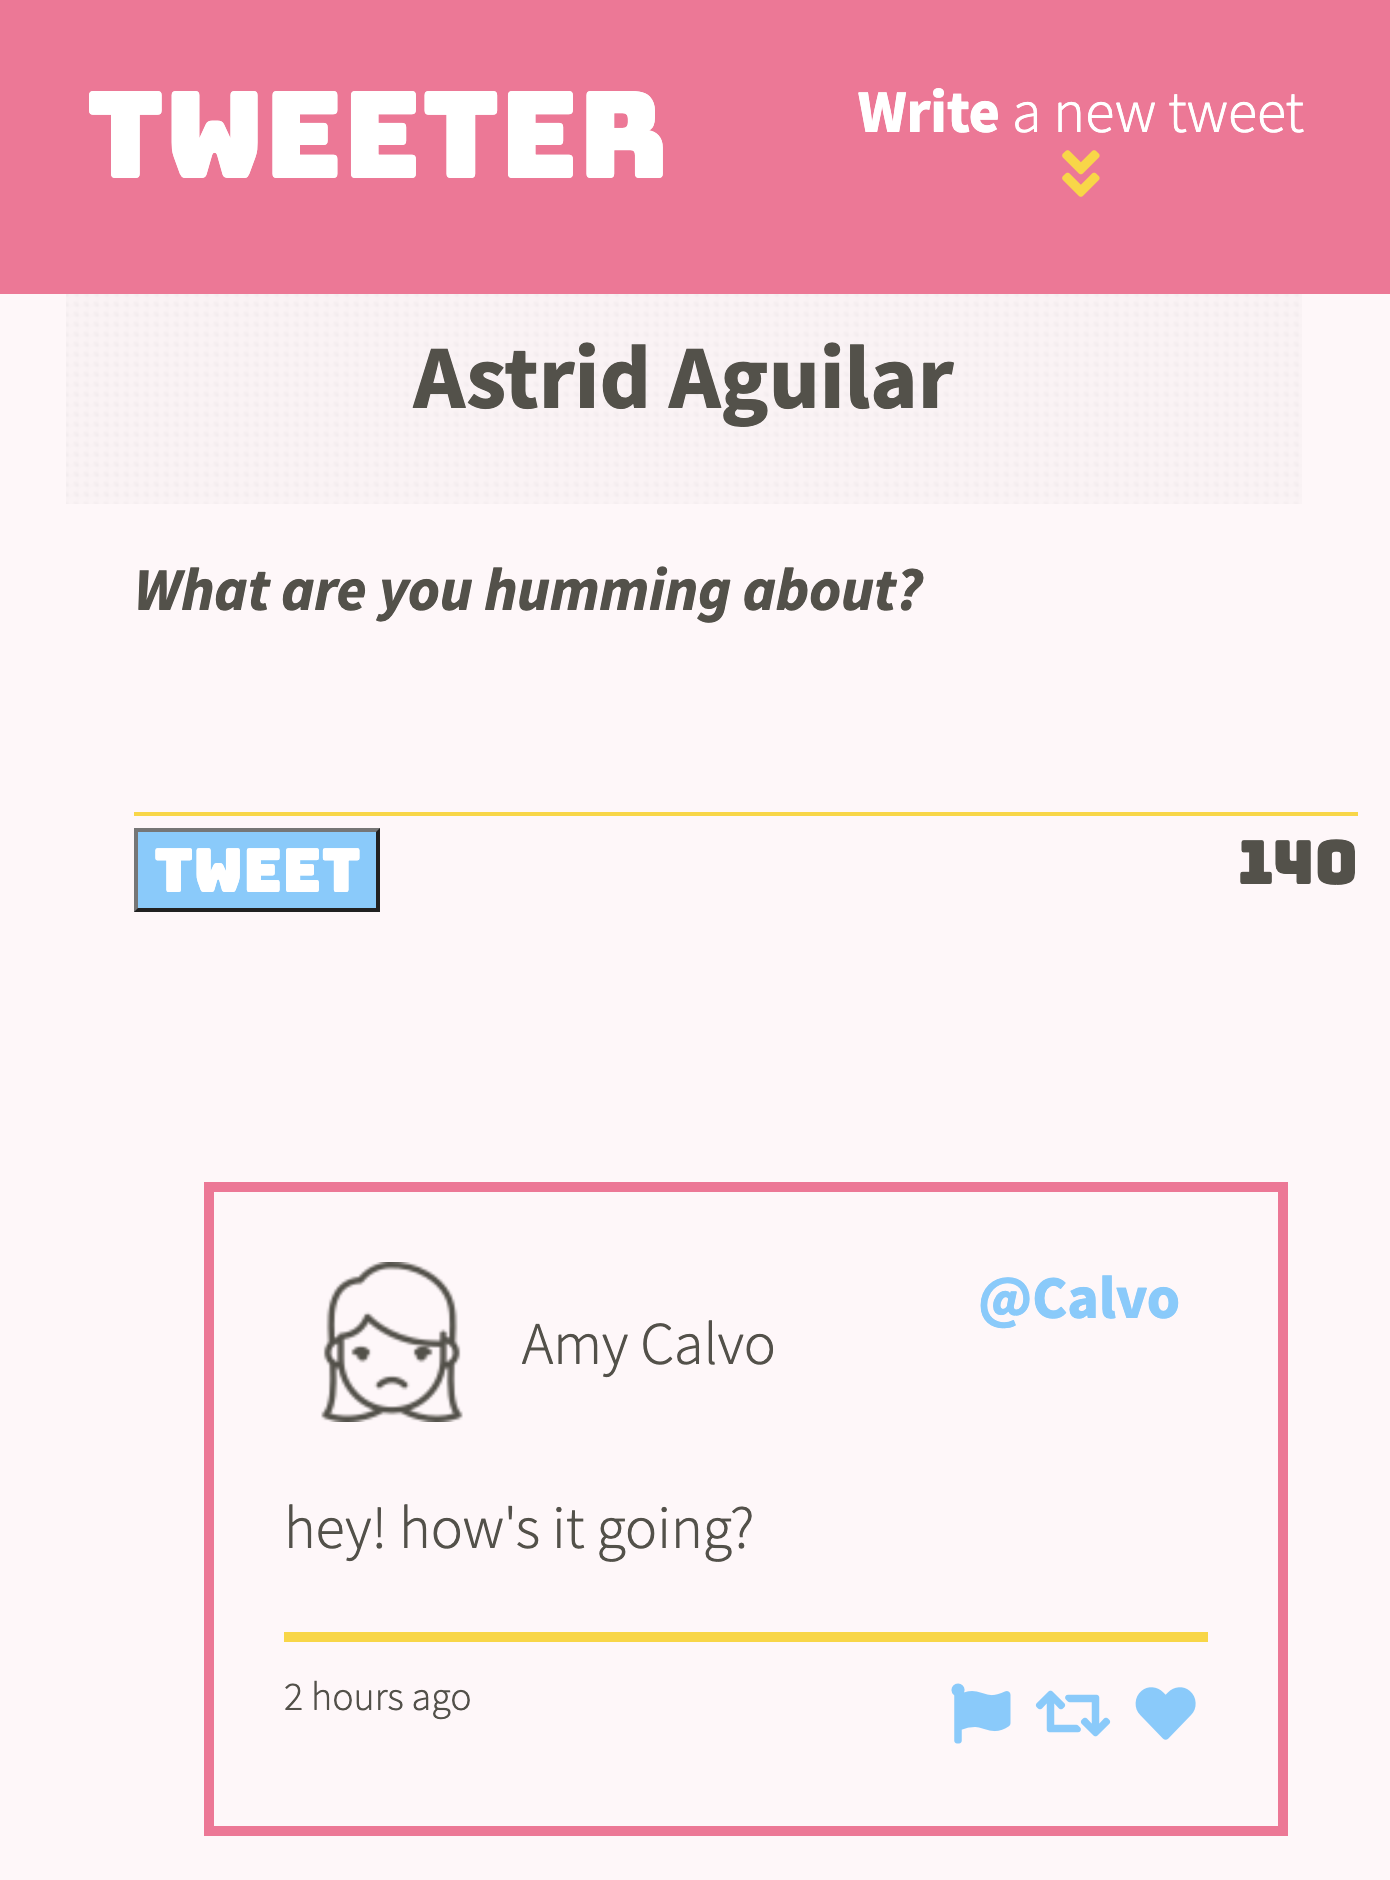 TWEETER
Write a new tweet
Astrid Aguilar
What are you humming about?
TWEET
140
Amy Calvo
@Calvo
hey! how's it going?
2 hours ago